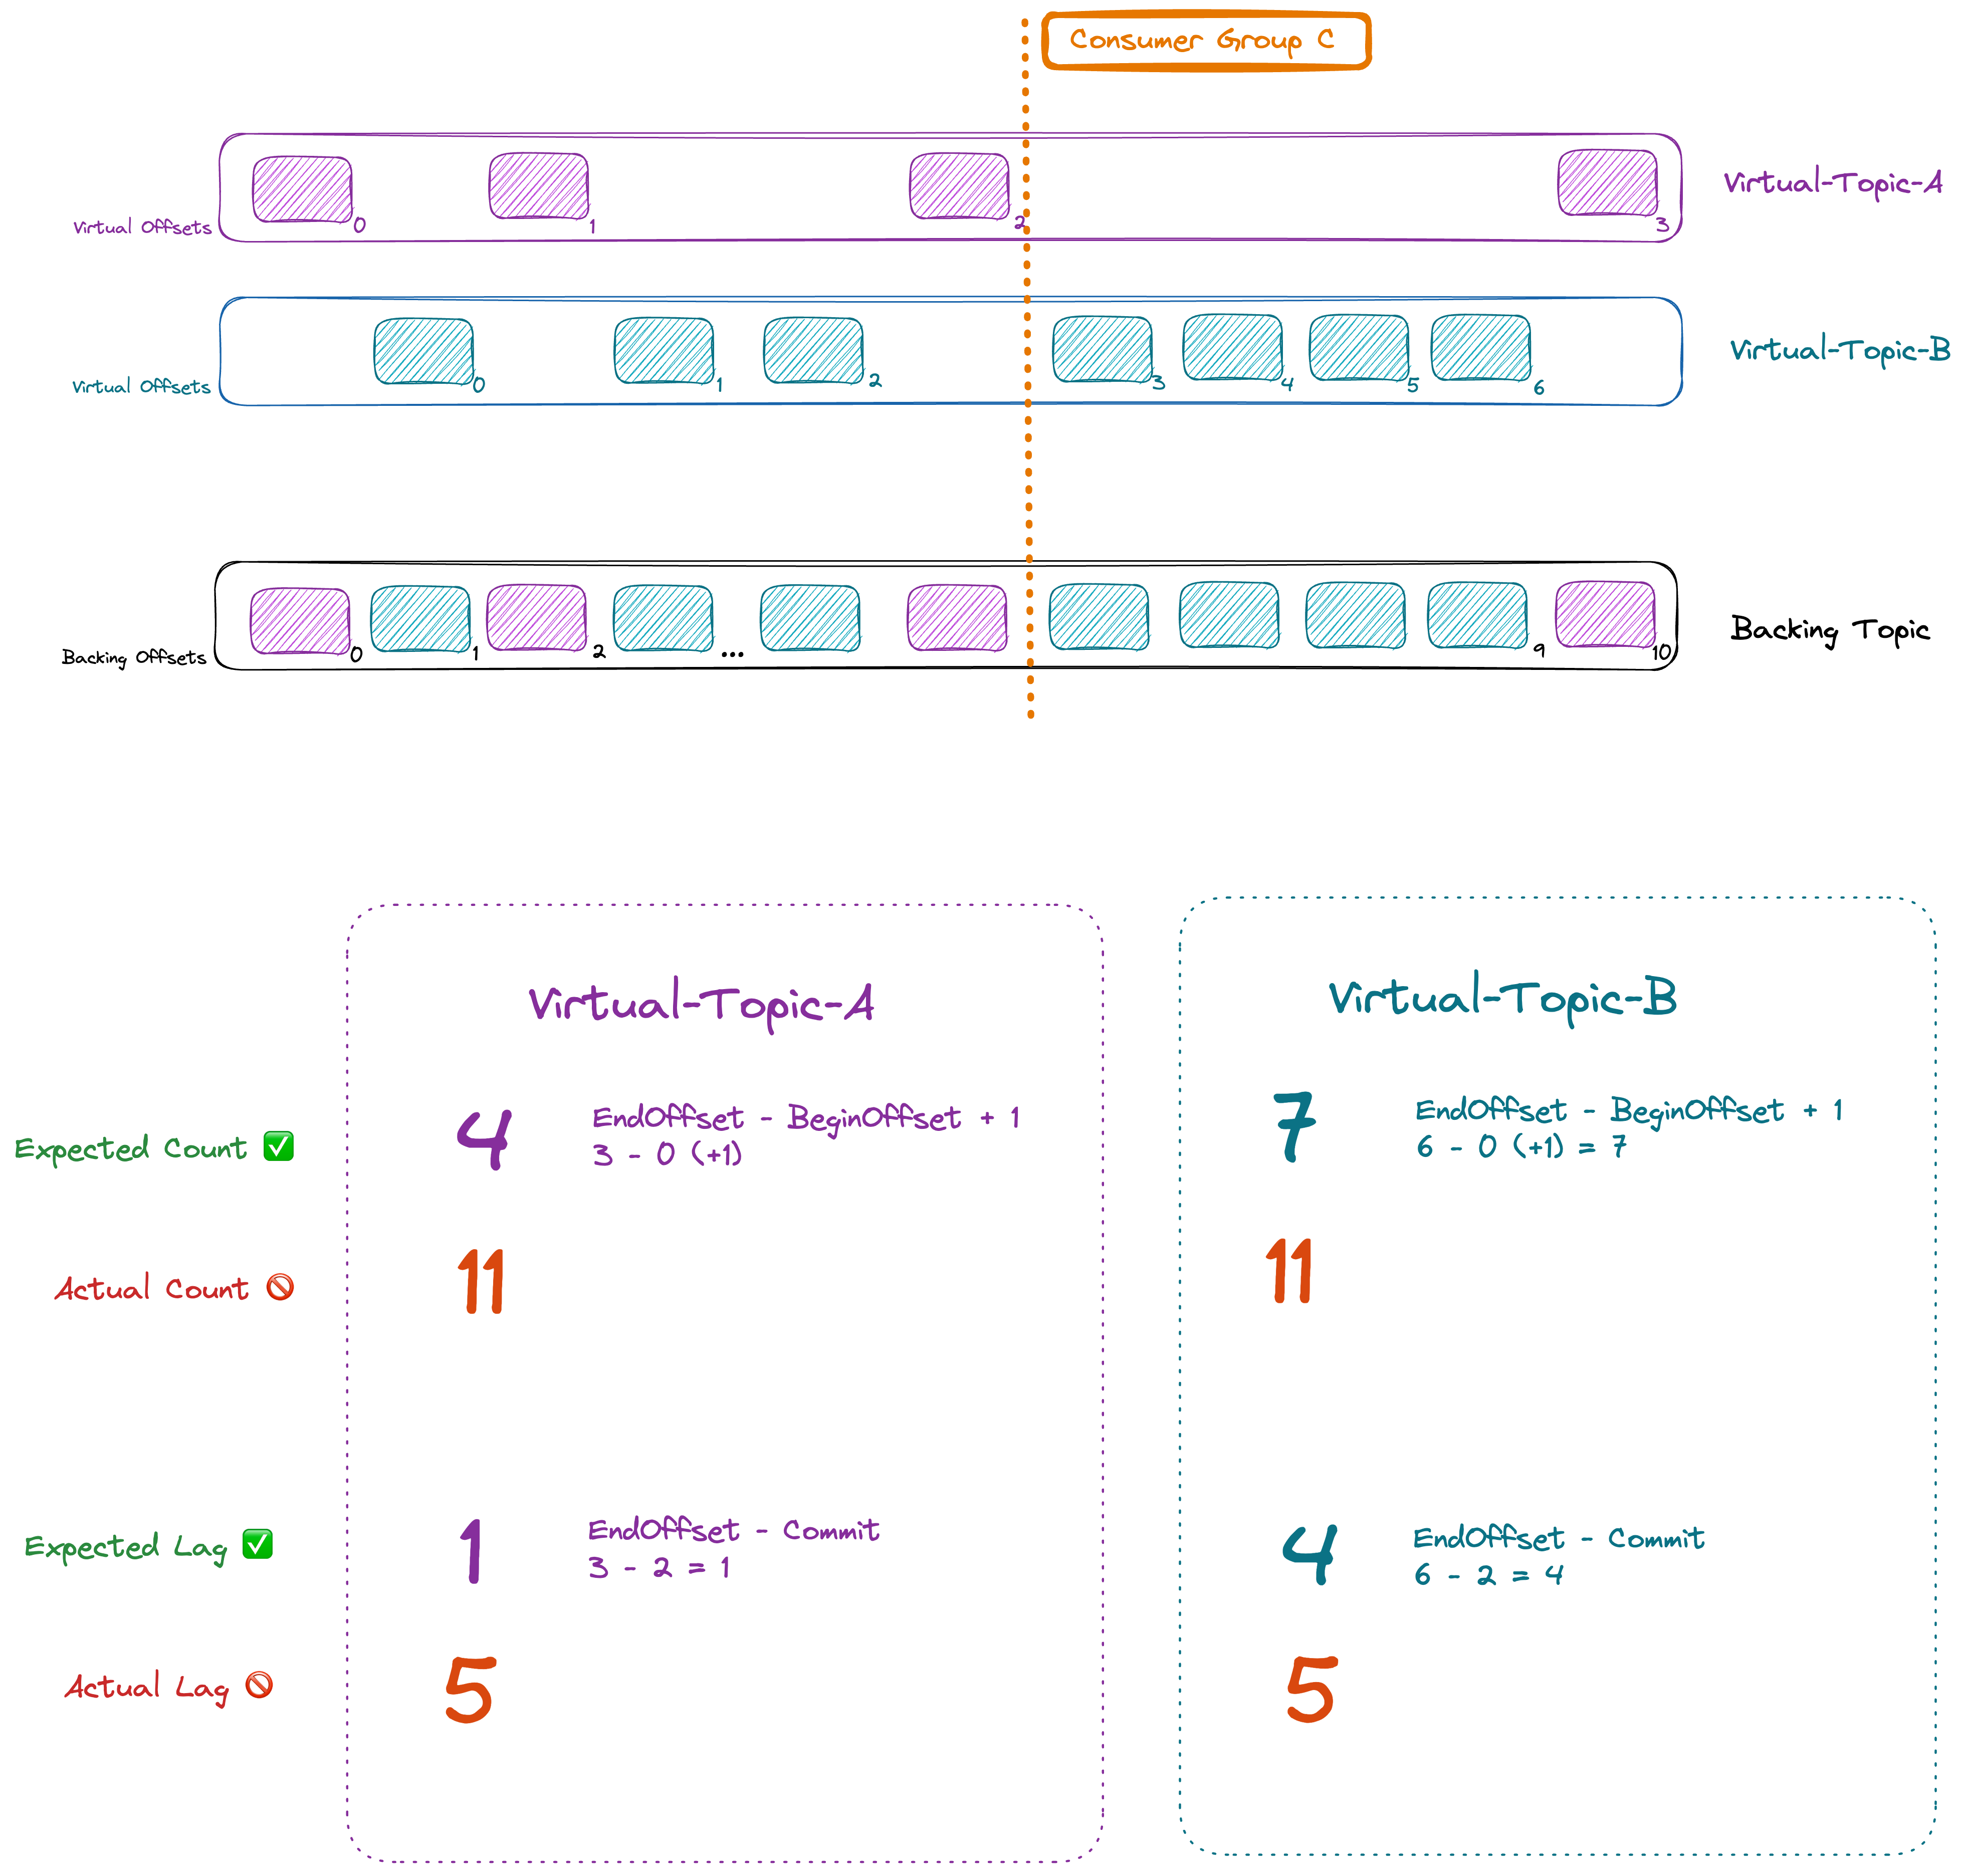 Consumer Group C
Virtual-Topic-A
Virtual Offsets
0
1
2
3
Virtual-Topic-B
Virtual Offsets
0
1
2
3
4
5
6
Backing Topic
Backing Offsets
0
1
2
...
9
10
Virtual-Topic-A
Virtual-Topic-B
Expected Count ✅
4
EndOffset - BeginOffset + 1
3 - 0 (+1)
7
EndOffset - BeginOffset + 1
6 - 0 (+1) = 7
Actual Count 🚫
11
11
Expected Lag ✅
1
EndOffset - Commit
3 - 2 = 1
4
EndOffset - Commit
6 - 2 = 4
Actual Lag 🚫
5
5